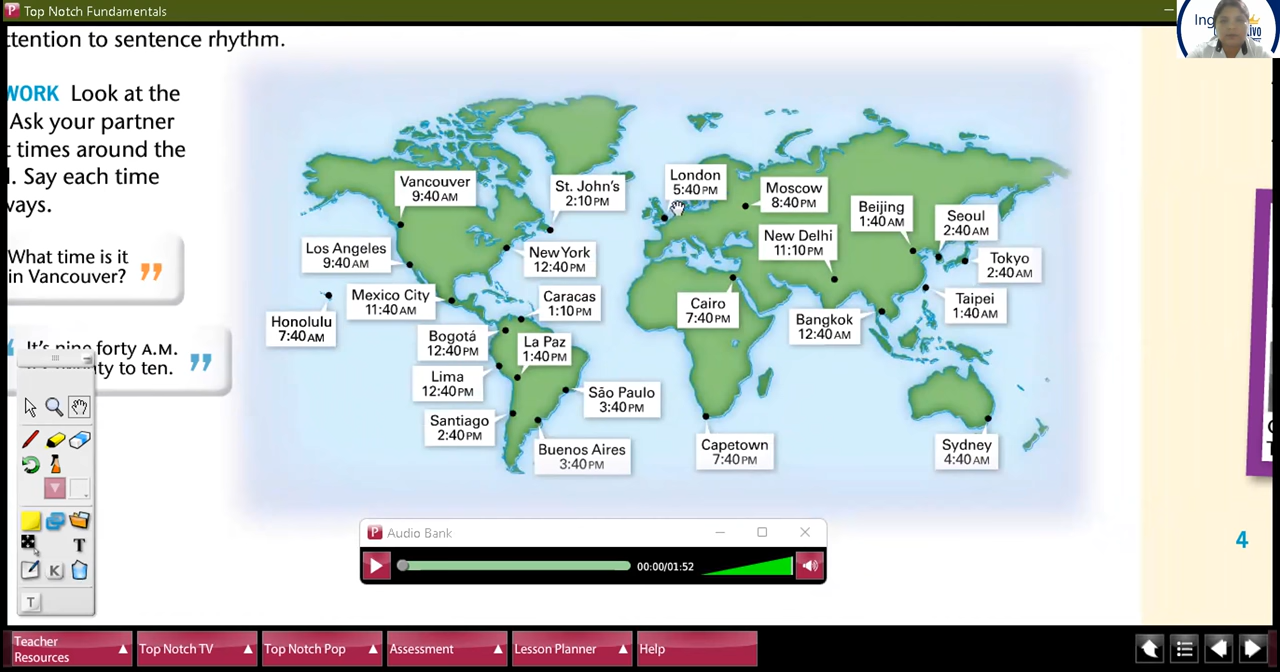 Top Notch Fundamentals
ttention to sentence rhythm.
WORK Look at the
Ask your partner
t times around the
. Say each time
ways.
What time is it
in Vancouver? ”
It's nine forty A.M.
to ten. ”
Vancouver
9:40 AM
St. John's
2:10 PM
London
5:40 PM
Moscow
8:40 PM
Beijing
1:40 AM
Seoul
2:40 AM
Los Angeles
9:40 AM
New York
12:40 PM
New Delhi
11:10 PM
Tokyo
2:40 AM
Mexico City
11:40 AM
Caracas
1:10 PM
Cairo
7:40 PM
Taipei
1:40 AM
Honolulu
7:40 AM
Bangkok
12:40 AM
Bogotá
12:40 PM
La Paz
1:40 PM
Lima
12:40 PM
São Paulo
3:40 PM
Santiago
2:40 PM
Buenos Aires
3:40 PM
Capetown
7:40 PM
Sydney
4:40 AM
Audio Bank
00:00/01:52
4
T
K
T
Teacher
Resources
Top Notch TV
Top Notch Pop
Assessment
Lesson Planner
Help